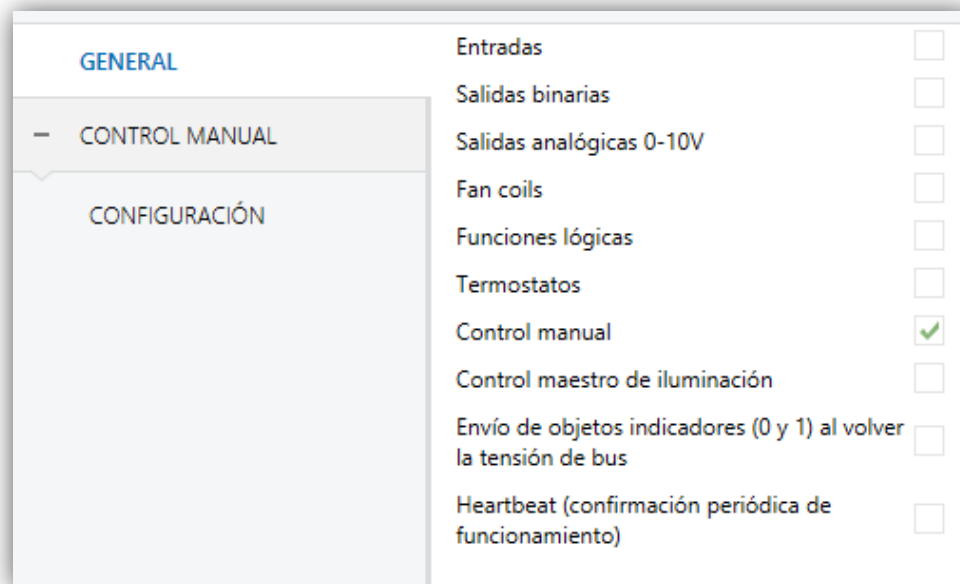 GENERAL
CONTROL MANUAL
CONFIGURACIÓN
Entradas
Salidas binarias
Salidas analógicas 0-10V
Fan coils
Funciones lógicas
Termostatos
Control manual
Control maestro de iluminación
Envío de objetos indicadores (0 y 1) al volver
la tensión de bus
Heartbeat (confirmación periódica de
funcionamiento)